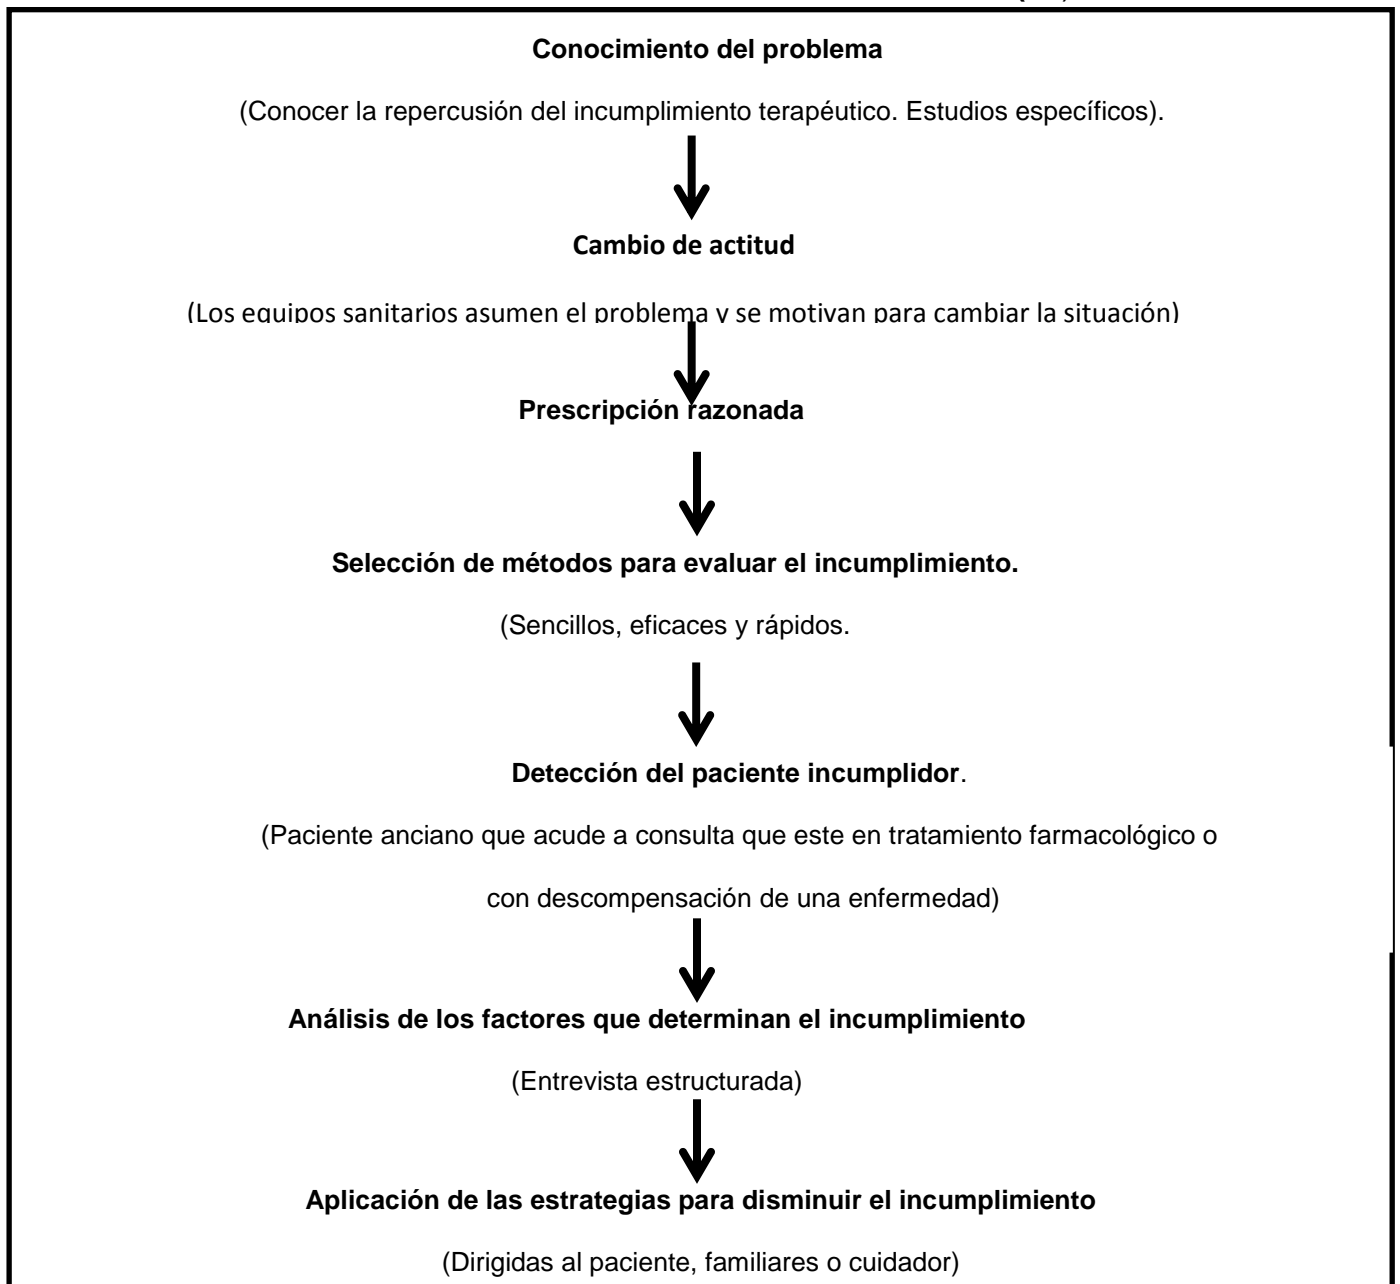 Conocimiento del problema
(Conocer la repercusión del incumplimiento terapéutico. Estudios específicos).
Cambio de actitud
(Los equipos sanitarios asumen el problema y se motivan para cambiar la situación)
Prescripción razonada
Selección de métodos para evaluar el incumplimiento.
(Sencillos, eficaces y rápidos.
Detección del paciente incumplidor.
(Paciente anciano que acude a consulta que este en tratamiento farmacológico o
con descompensación de una enfermedad)
Análisis de los factores que determinan el incumplimiento
(Entrevista estructurada)
Aplicación de las estrategias para disminuir el incumplimiento
(Dirigidas al paciente, familiares o cuidador)